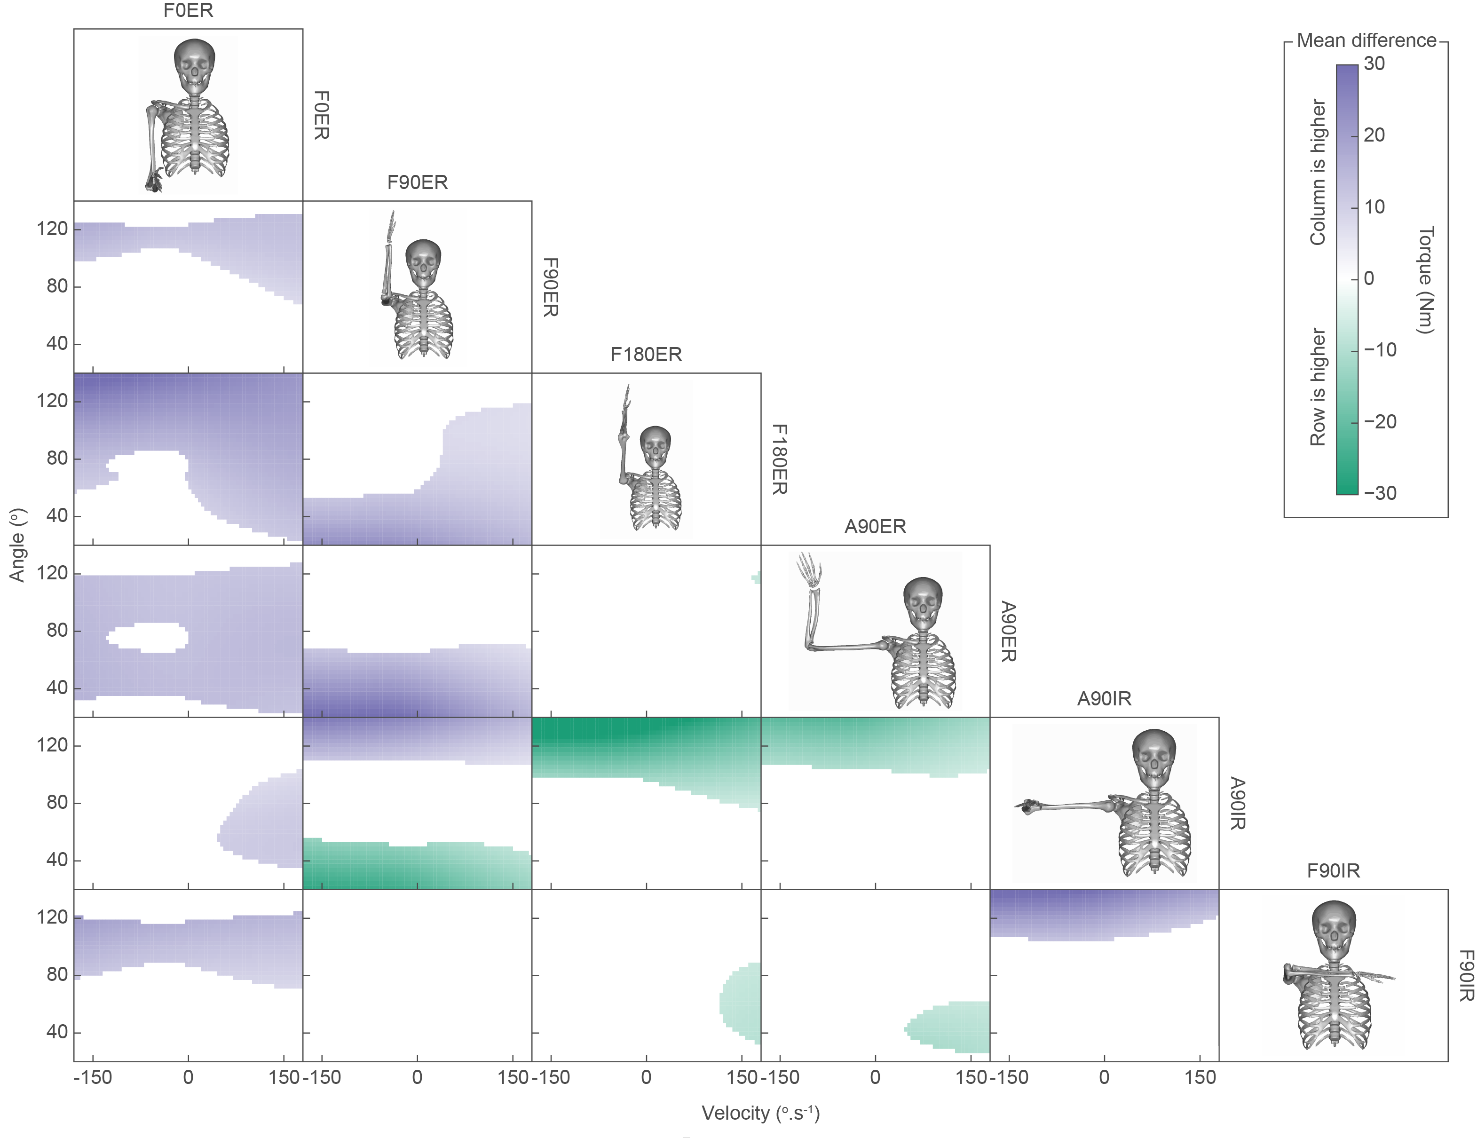 F0ER
Mean difference
30
20
10
0
−10
−20
−30
Column is higher
Row is higher
Torque (Nm)
F0ER
F90ER
120
80
40
F90ER
F180ER
120
80
40
F180ER
A90ER
Angle (º)
120
80
40
A90ER
A90IR
120
80
40
A90IR
F90IR
120
80
40
F90IR
-150 0 150 -150 0 150 -150 0 150 -150 0 150 -150 0 150
Velocity (º.s-1)